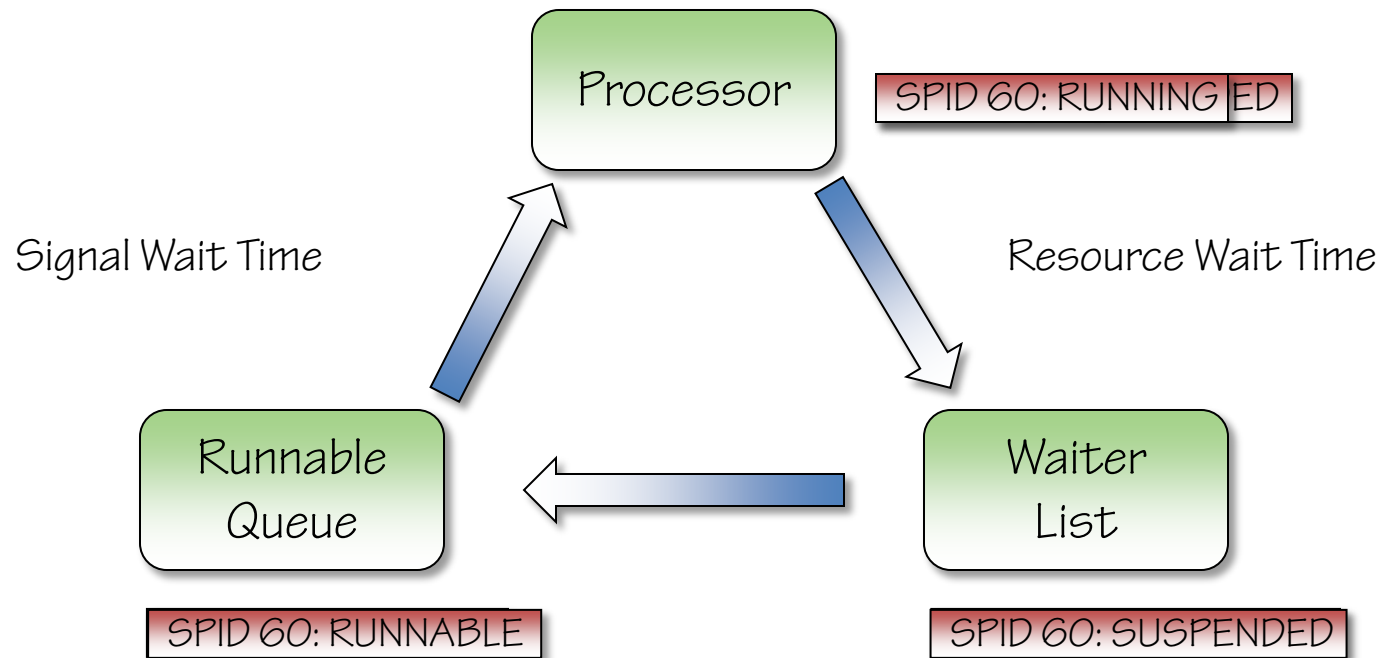 Processor
SPID 60: RUNNING ED
Signal Wait Time
Resource Wait Time
Runnable
Queue
Waiter
List
SPID 60: RUNNABLE
SPID 60: SUSPENDED